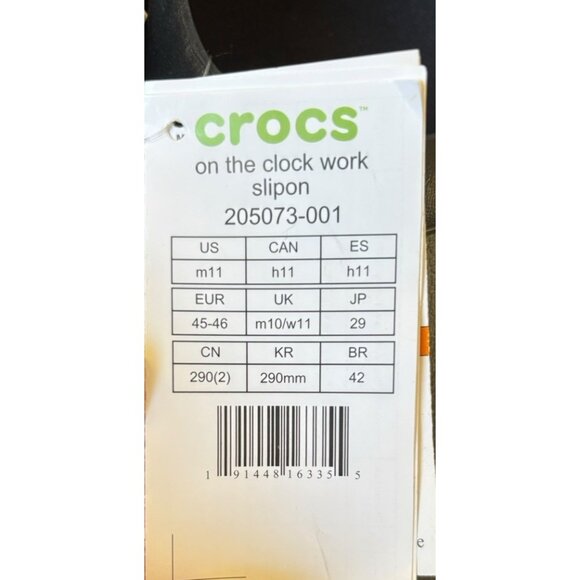 crocs™
on the clock work
slipon
205073-001
US CAN ES
m11 h11 h11
EUR UK JP
45-46 m10/w11 29
CN KR BR
290(2) 290mm 42
1 91448 16335 5
e